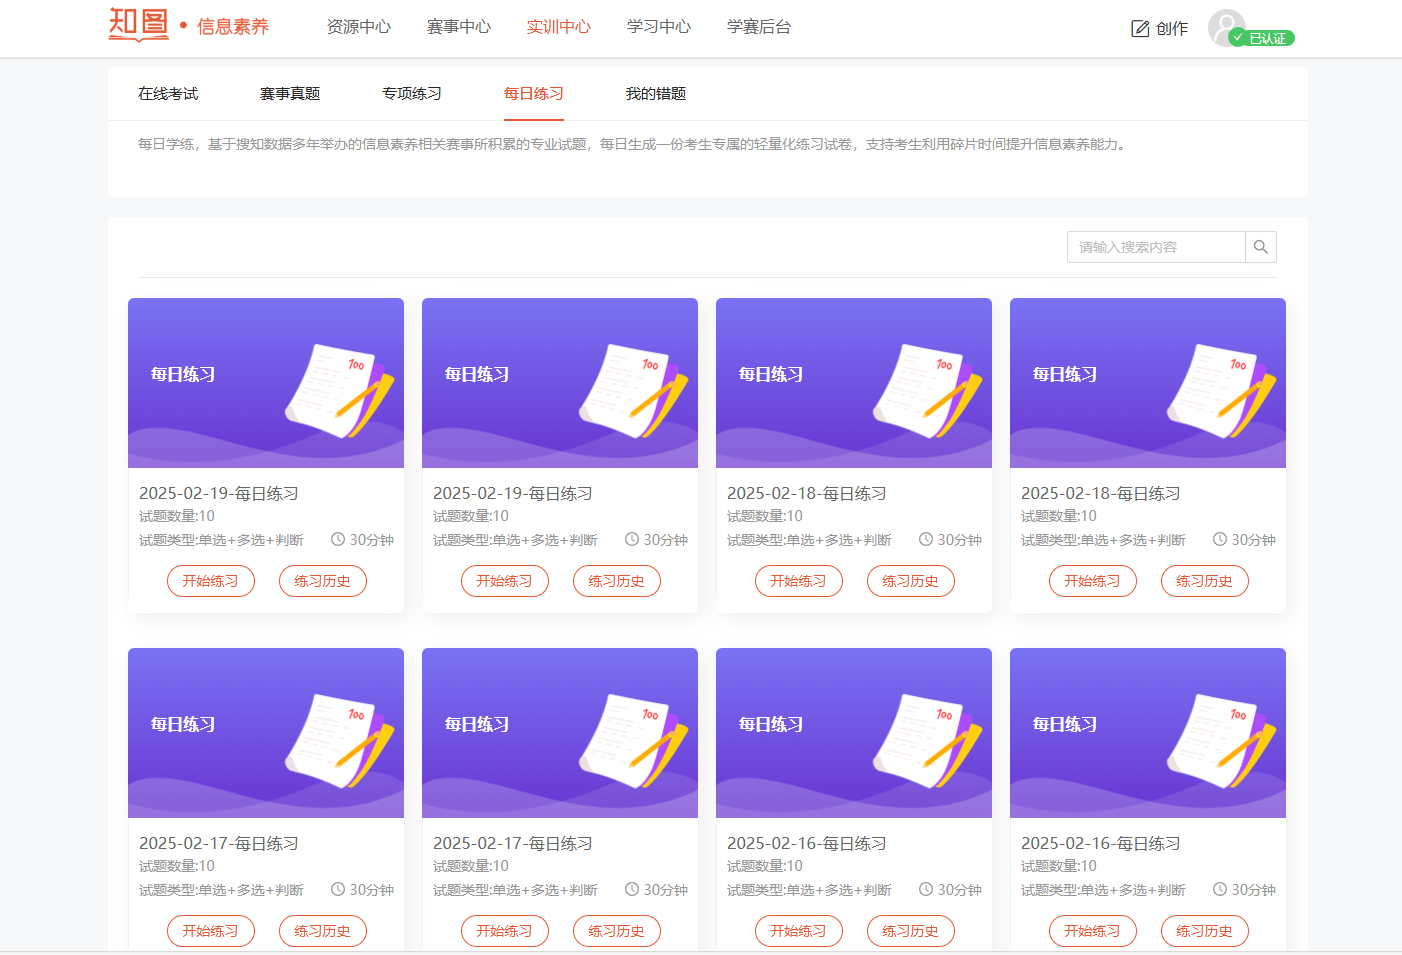 知图 • 信息素养 资源中心 赛事中心 实训中心 学习中心 学赛后台 创作 已认证
在线考试 赛事真题 专项练习 每日练习 我的错题
每日学练，基于搜知数据多年举办的信息素养相关赛事所积累的专业试题，每日生成一份考生专属的轻量化练习试卷，支持考生利用碎片时间提升信息素养能力。
请输入搜索内容
每日练习 100 每日练习 100 每日练习 100 每日练习 100
2025-02-19-每日练习 2025-02-19-每日练习 2025-02-18-每日练习 2025-02-18-每日练习
试题数量:10 试题数量:10 试题数量:10 试题数量:10
试题类型:单选+多选+判断 30分钟 试题类型:单选+多选+判断 30分钟 试题类型:单选+多选+判断 30分钟 试题类型:单选+多选+判断 30分钟
开始练习 练习历史 开始练习 练习历史 开始练习 练习历史 开始练习 练习历史
每日练习 100 每日练习 100 每日练习 100 每日练习 100
2025-02-17-每日练习 2025-02-17-每日练习 2025-02-16-每日练习 2025-02-16-每日练习
试题数量:10 试题数量:10 试题数量:10 试题数量:10
试题类型:单选+多选+判断 30分钟 试题类型:单选+多选+判断 30分钟 试题类型:单选+多选+判断 30分钟 试题类型:单选+多选+判断 30分钟
开始练习 练习历史 开始练习 练习历史 开始练习 练习历史 开始练习 练习历史